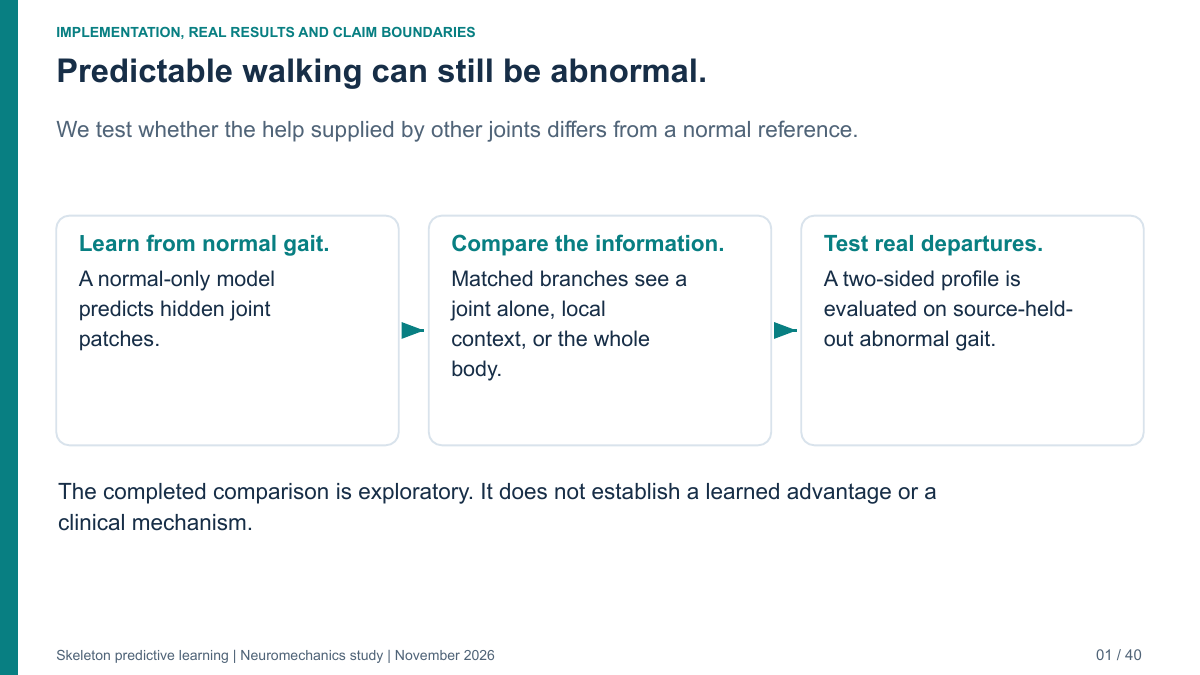 IMPLEMENTATION, REAL RESULTS AND CLAIM BOUNDARIES
Predictable walking can still be abnormal.
We test whether the help supplied by other joints differs from a normal reference.
Learn from normal gait.
A normal-only model
predicts hidden joint
patches.
Compare the information.
Matched branches see a
joint alone, local
context, or the whole
body.
Test real departures.
A two-sided profile is
evaluated on source-held-
out abnormal gait.
The completed comparison is exploratory. It does not establish a learned advantage or a
clinical mechanism.
Skeleton predictive learning | Neuromechanics study | November 2026
01 / 40